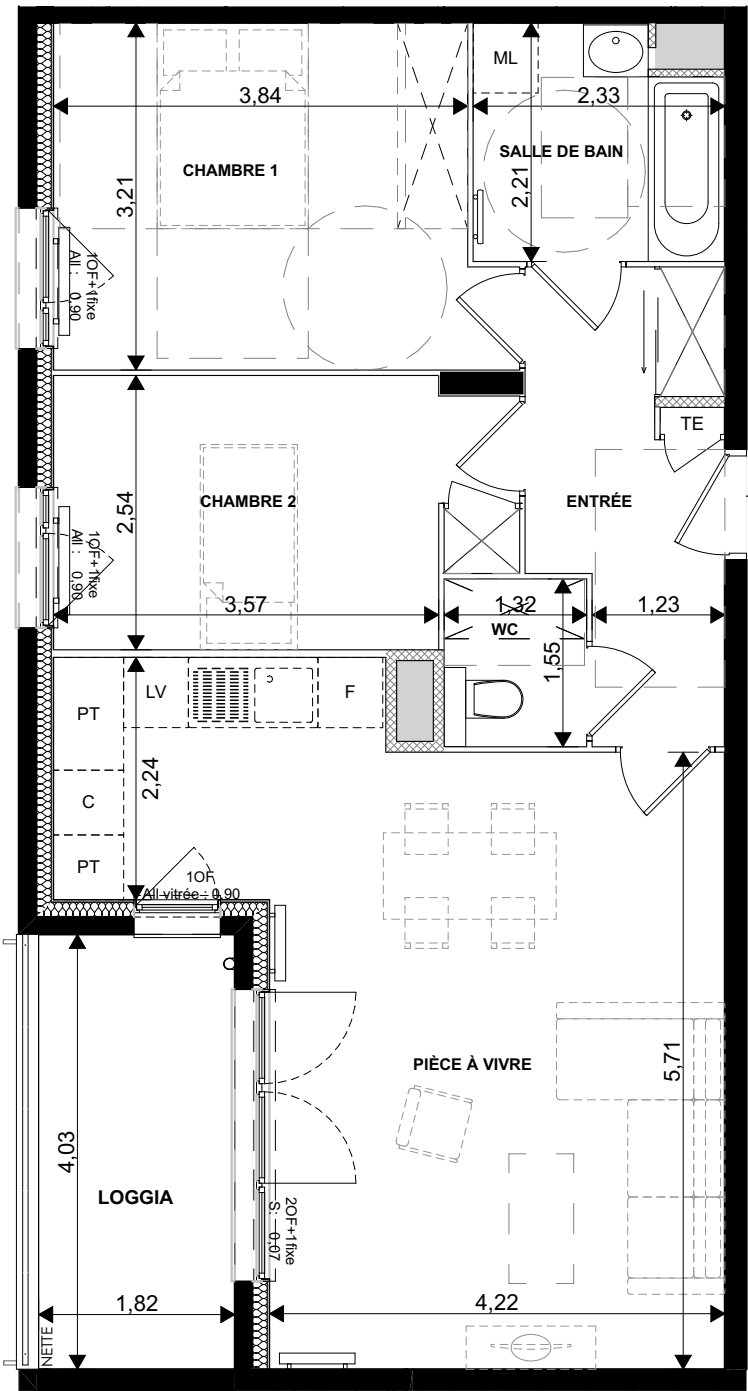 ML
3,84
2,33
SALLE DE BAIN
CHAMBRE 1
3,21
2,21
1OF+1fixe
All : 0,90
TE
CHAMBRE 2
ENTRÉE
2,54
1OF+1fixe
All : 0,90
3,57
1,32
1,23
WC
1,55
LV
F
PT
2,24
C
PT
1OF
All vitrée : 0,90
PIÈCE À VIVRE
5,71
4,03
LOGGIA
2OF+1fixe
S: 0,07
1,82
4,22
NETTE